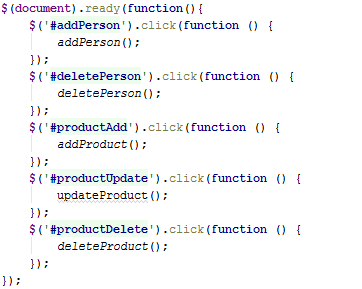 $(document).ready(function(){
    $('#addPerson').click(function () {
        addPerson();
    });
    $('#deletePerson').click(function () {
        deletePerson();
    });
    $('#productAdd').click(function () {
        addProduct();
    });
    $('#productUpdate').click(function () {
        updateProduct();
    });
    $('#productDelete').click(function () {
        deleteProduct();
    });
});